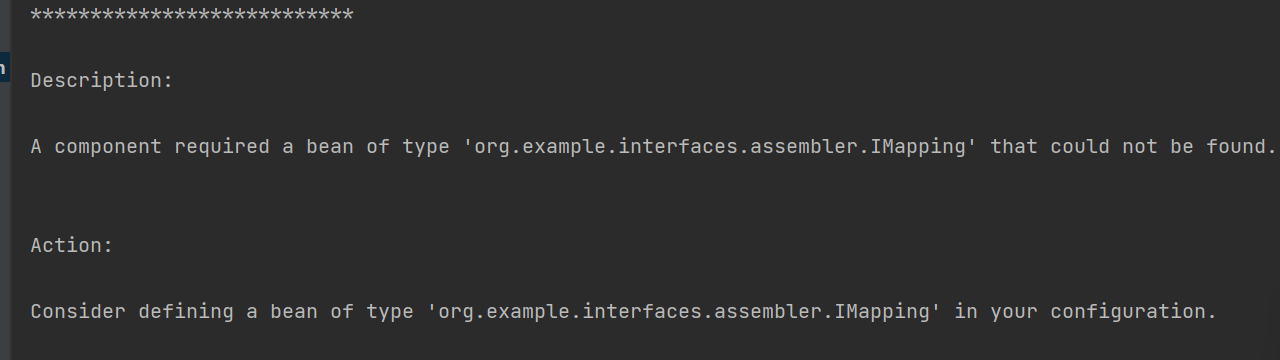 ***************************
Description:
A component required a bean of type 'org.example.interfaces.assembler.IMapping' that could not be found.
Action:
Consider defining a bean of type 'org.example.interfaces.assembler.IMapping' in your configuration.